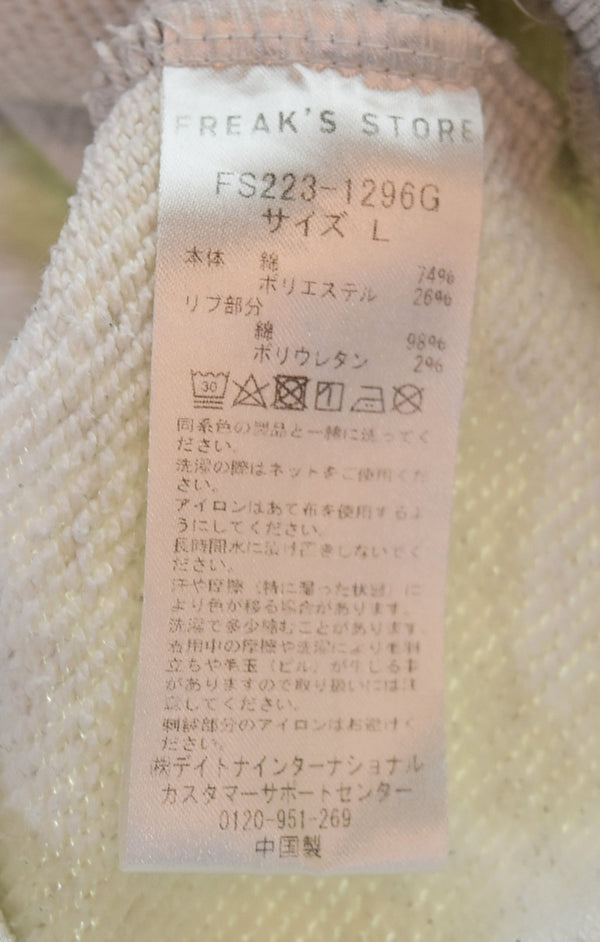 FREAK'S STORE
FS223-1296G
サイズ L
本体 綿 74%
ポリエステル 26%
リブ部分
綿 98%
ポリウレタン 2%
30
同系色の製品と一緒に洗ってく
ださい。
洗濯の際はネットをご使用くだ
さい。
アイロンはあて布を使用するよ
うにしてください。
長時間水に漬け置きしないでく
ださい。
汗や摩擦（特に湿った状態）に
より色が移る場合があります。
洗濯で多少縮むことがあります。
着用中の摩擦や洗濯により毛羽
立ちや毛玉（ピル）が生じる事
がありますので取り扱いには注
意してください。
刺繍部分のアイロンはお避けく
ださい。
㈱デイトナインターナショナル
カスタマーサポートセンター
0120-951-269
中国製